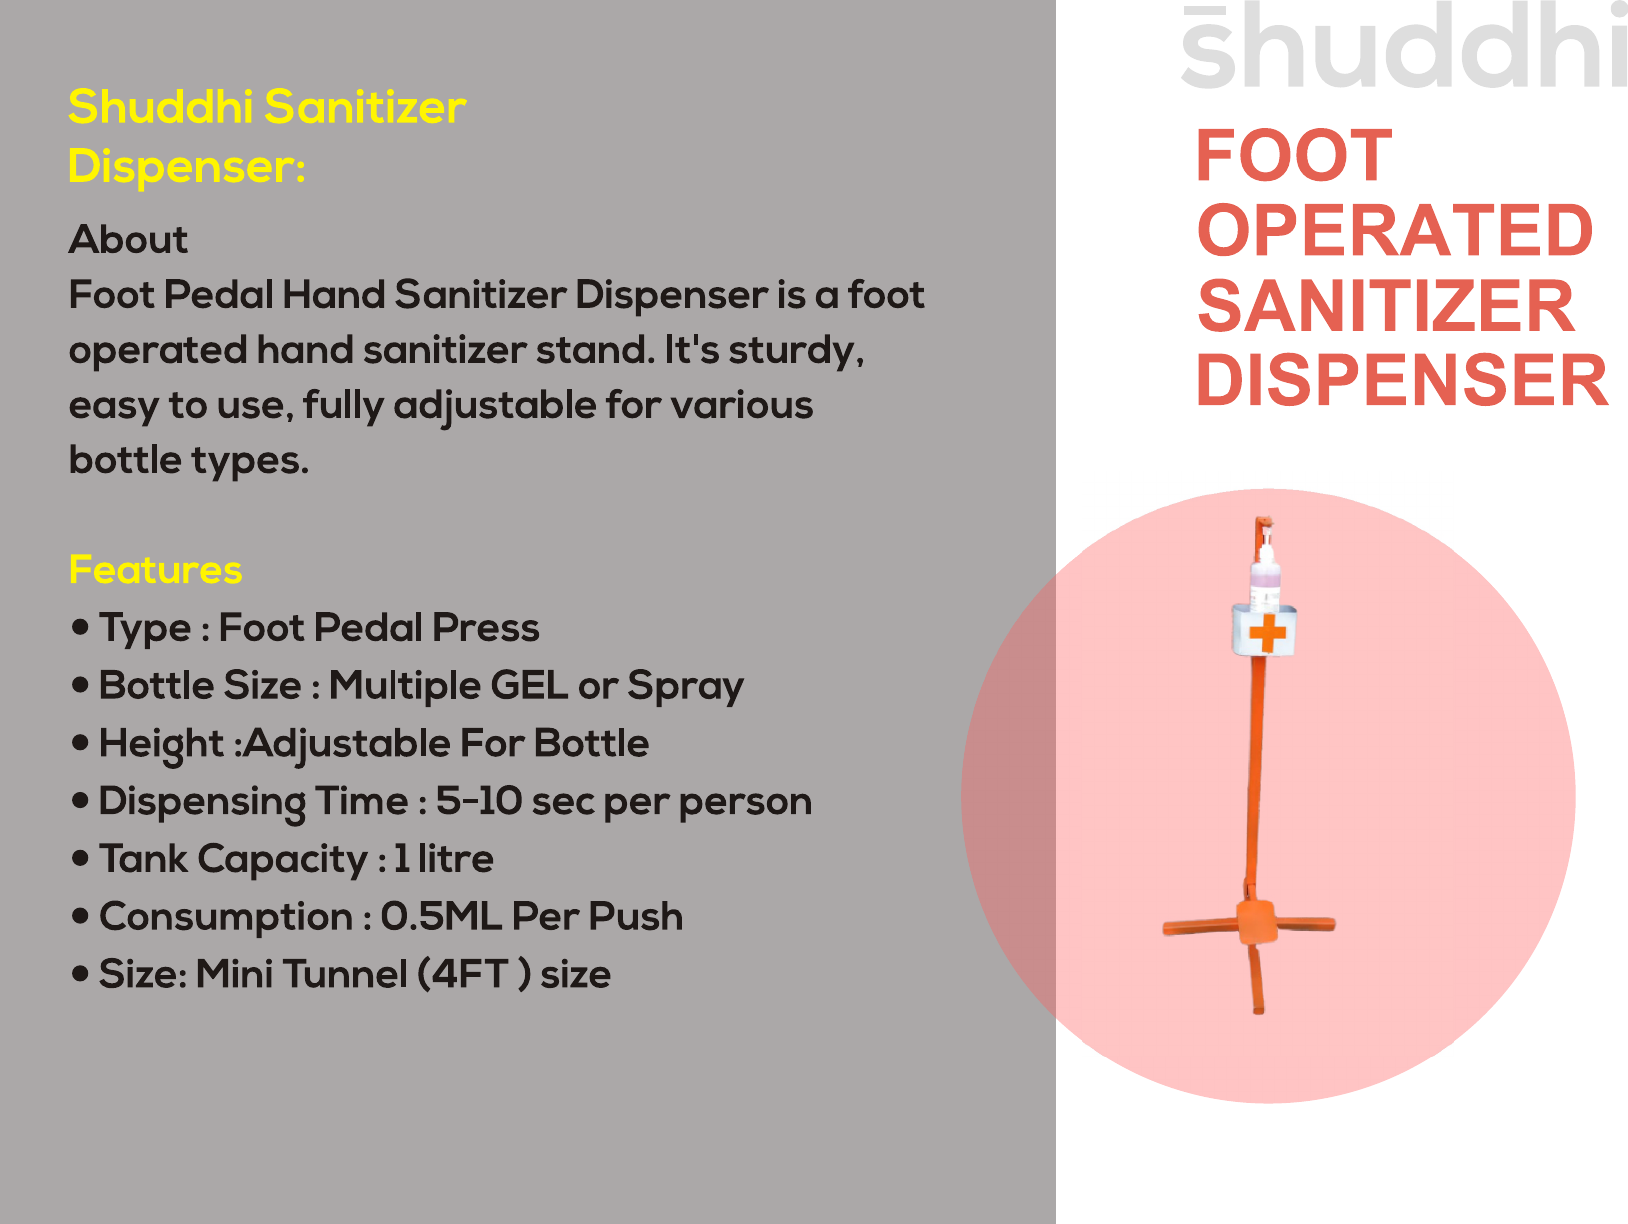 Shuddhi Sanitizer
Dispenser:
About
Foot Pedal Hand Sanitizer Dispenser is a foot
operated hand sanitizer stand. It's sturdy,
easy to use, fully adjustable for various
bottle types.
Features
• Type : Foot Pedal Press
• Bottle Size : Multiple GEL or Spray
• Height :Adjustable For Bottle
• Dispensing Time : 5-10 sec per person
• Tank Capacity : 1 litre
• Consumption : 0.5ML Per Push
• Size: Mini Tunnel (4FT ) size
s̄huddhi
FOOT
OPERATED
SANITIZER
DISPENSER